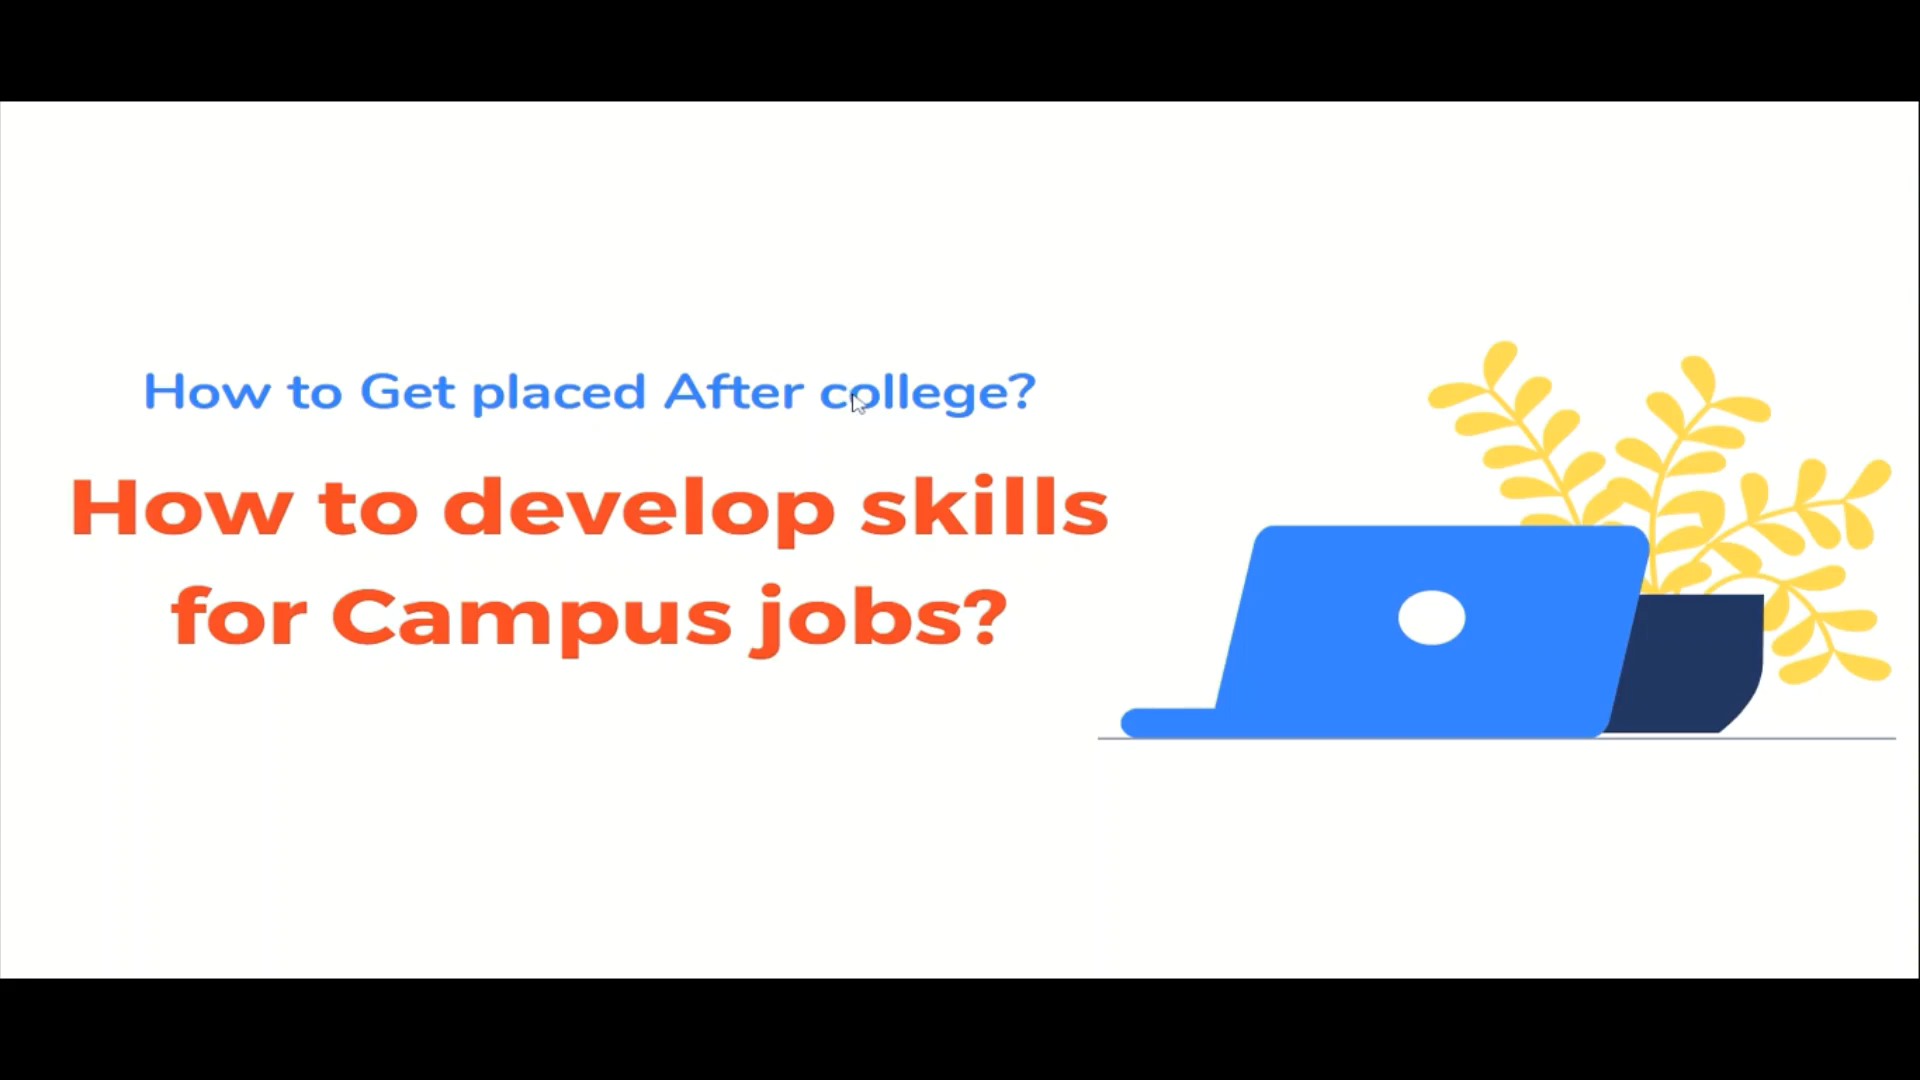 How to Get placed After college?
How to develop skills
for Campus jobs?